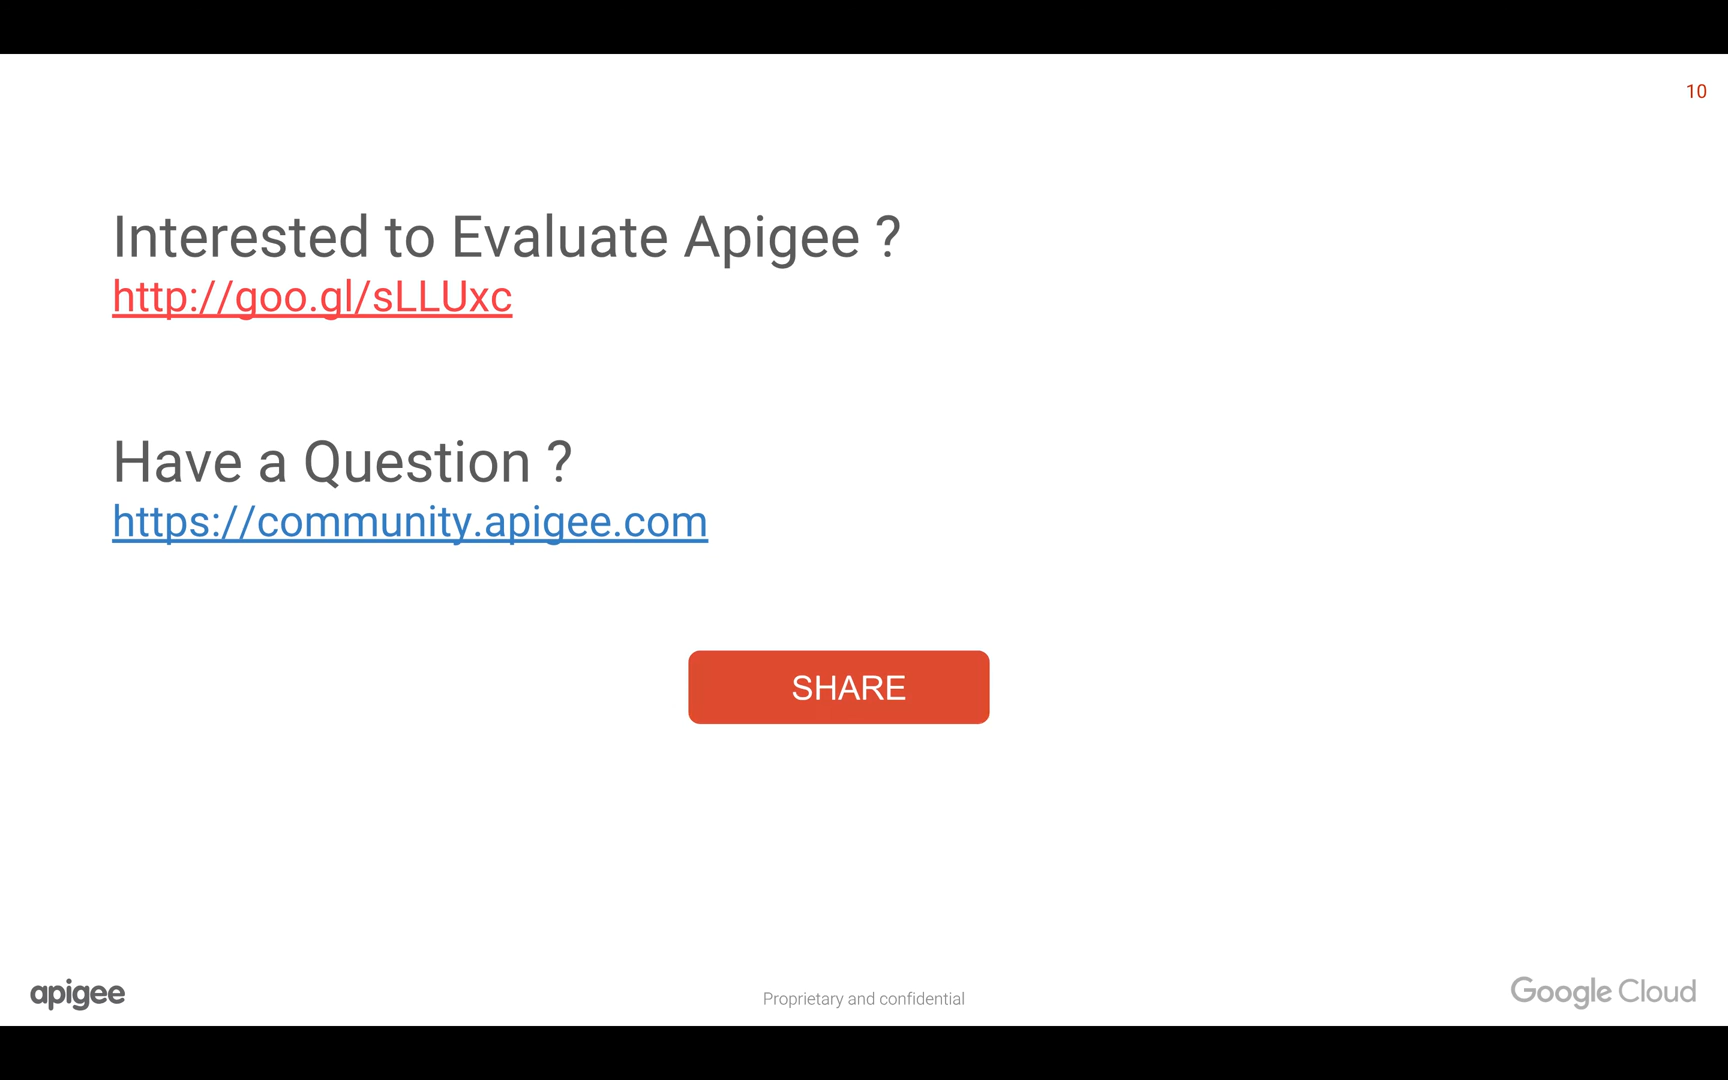 10
Interested to Evaluate Apigee ?
http://goo.gl/sLLUxc
Have a Question ?
https://community.apigee.com
SHARE
apigee
Proprietary and confidential
Google Cloud